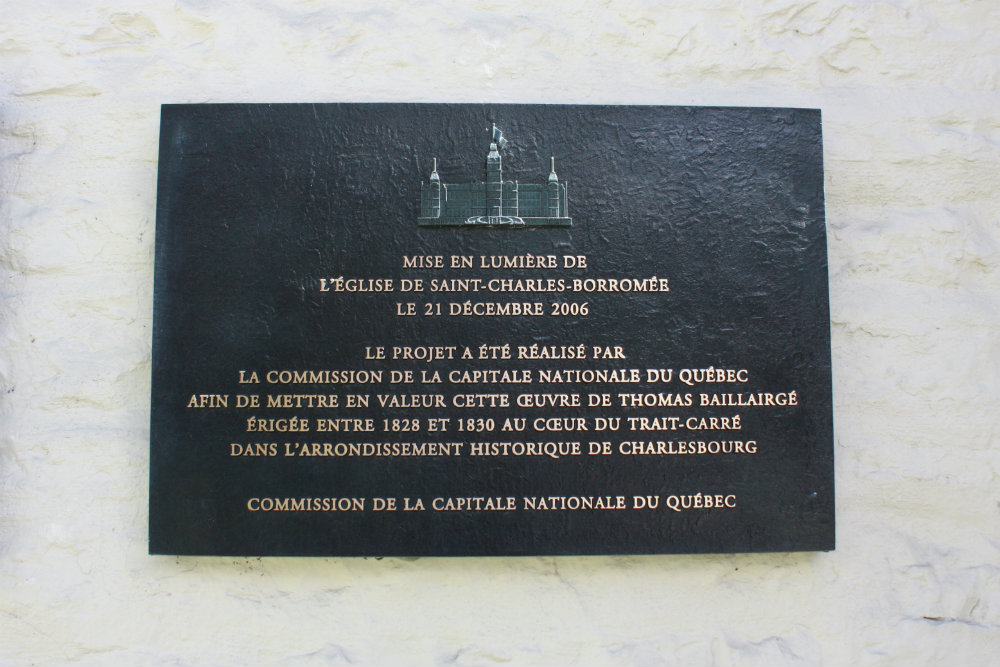 MISE EN LUMIÈRE DE
L'ÉGLISE DE SAINT-CHARLES-BORROMÉE
LE 21 DÉCEMBRE 2006
LE PROJET A ÉTÉ RÉALISÉ PAR
LA COMMISSION DE LA CAPITALE NATIONALE DU QUÉBEC
AFIN DE METTRE EN VALEUR CETTE ŒUVRE DE THOMAS BAILLAIRGÉ
ÉRIGÉE ENTRE 1828 ET 1830 AU CŒUR DU TRAIT-CARRÉ
DANS L'ARRONDISSEMENT HISTORIQUE DE CHARLESBOURG
COMMISSION DE LA CAPITALE NATIONALE DU QUÉBEC